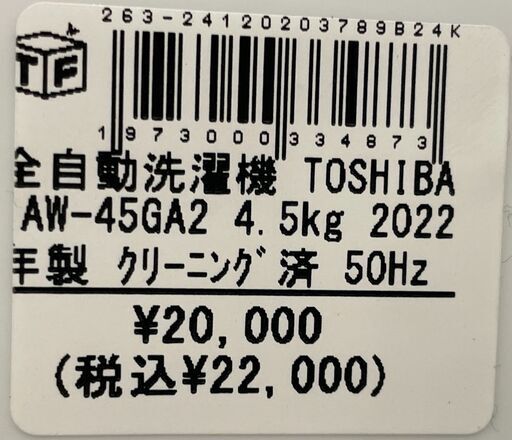 263-24120203789B24K
TF
1973000334873
全自動洗濯機 TOSHIBA
AW-45GA2 4.5kg 2022
年製 クリーニング済 50Hz
¥20,000
(税込¥22,000)